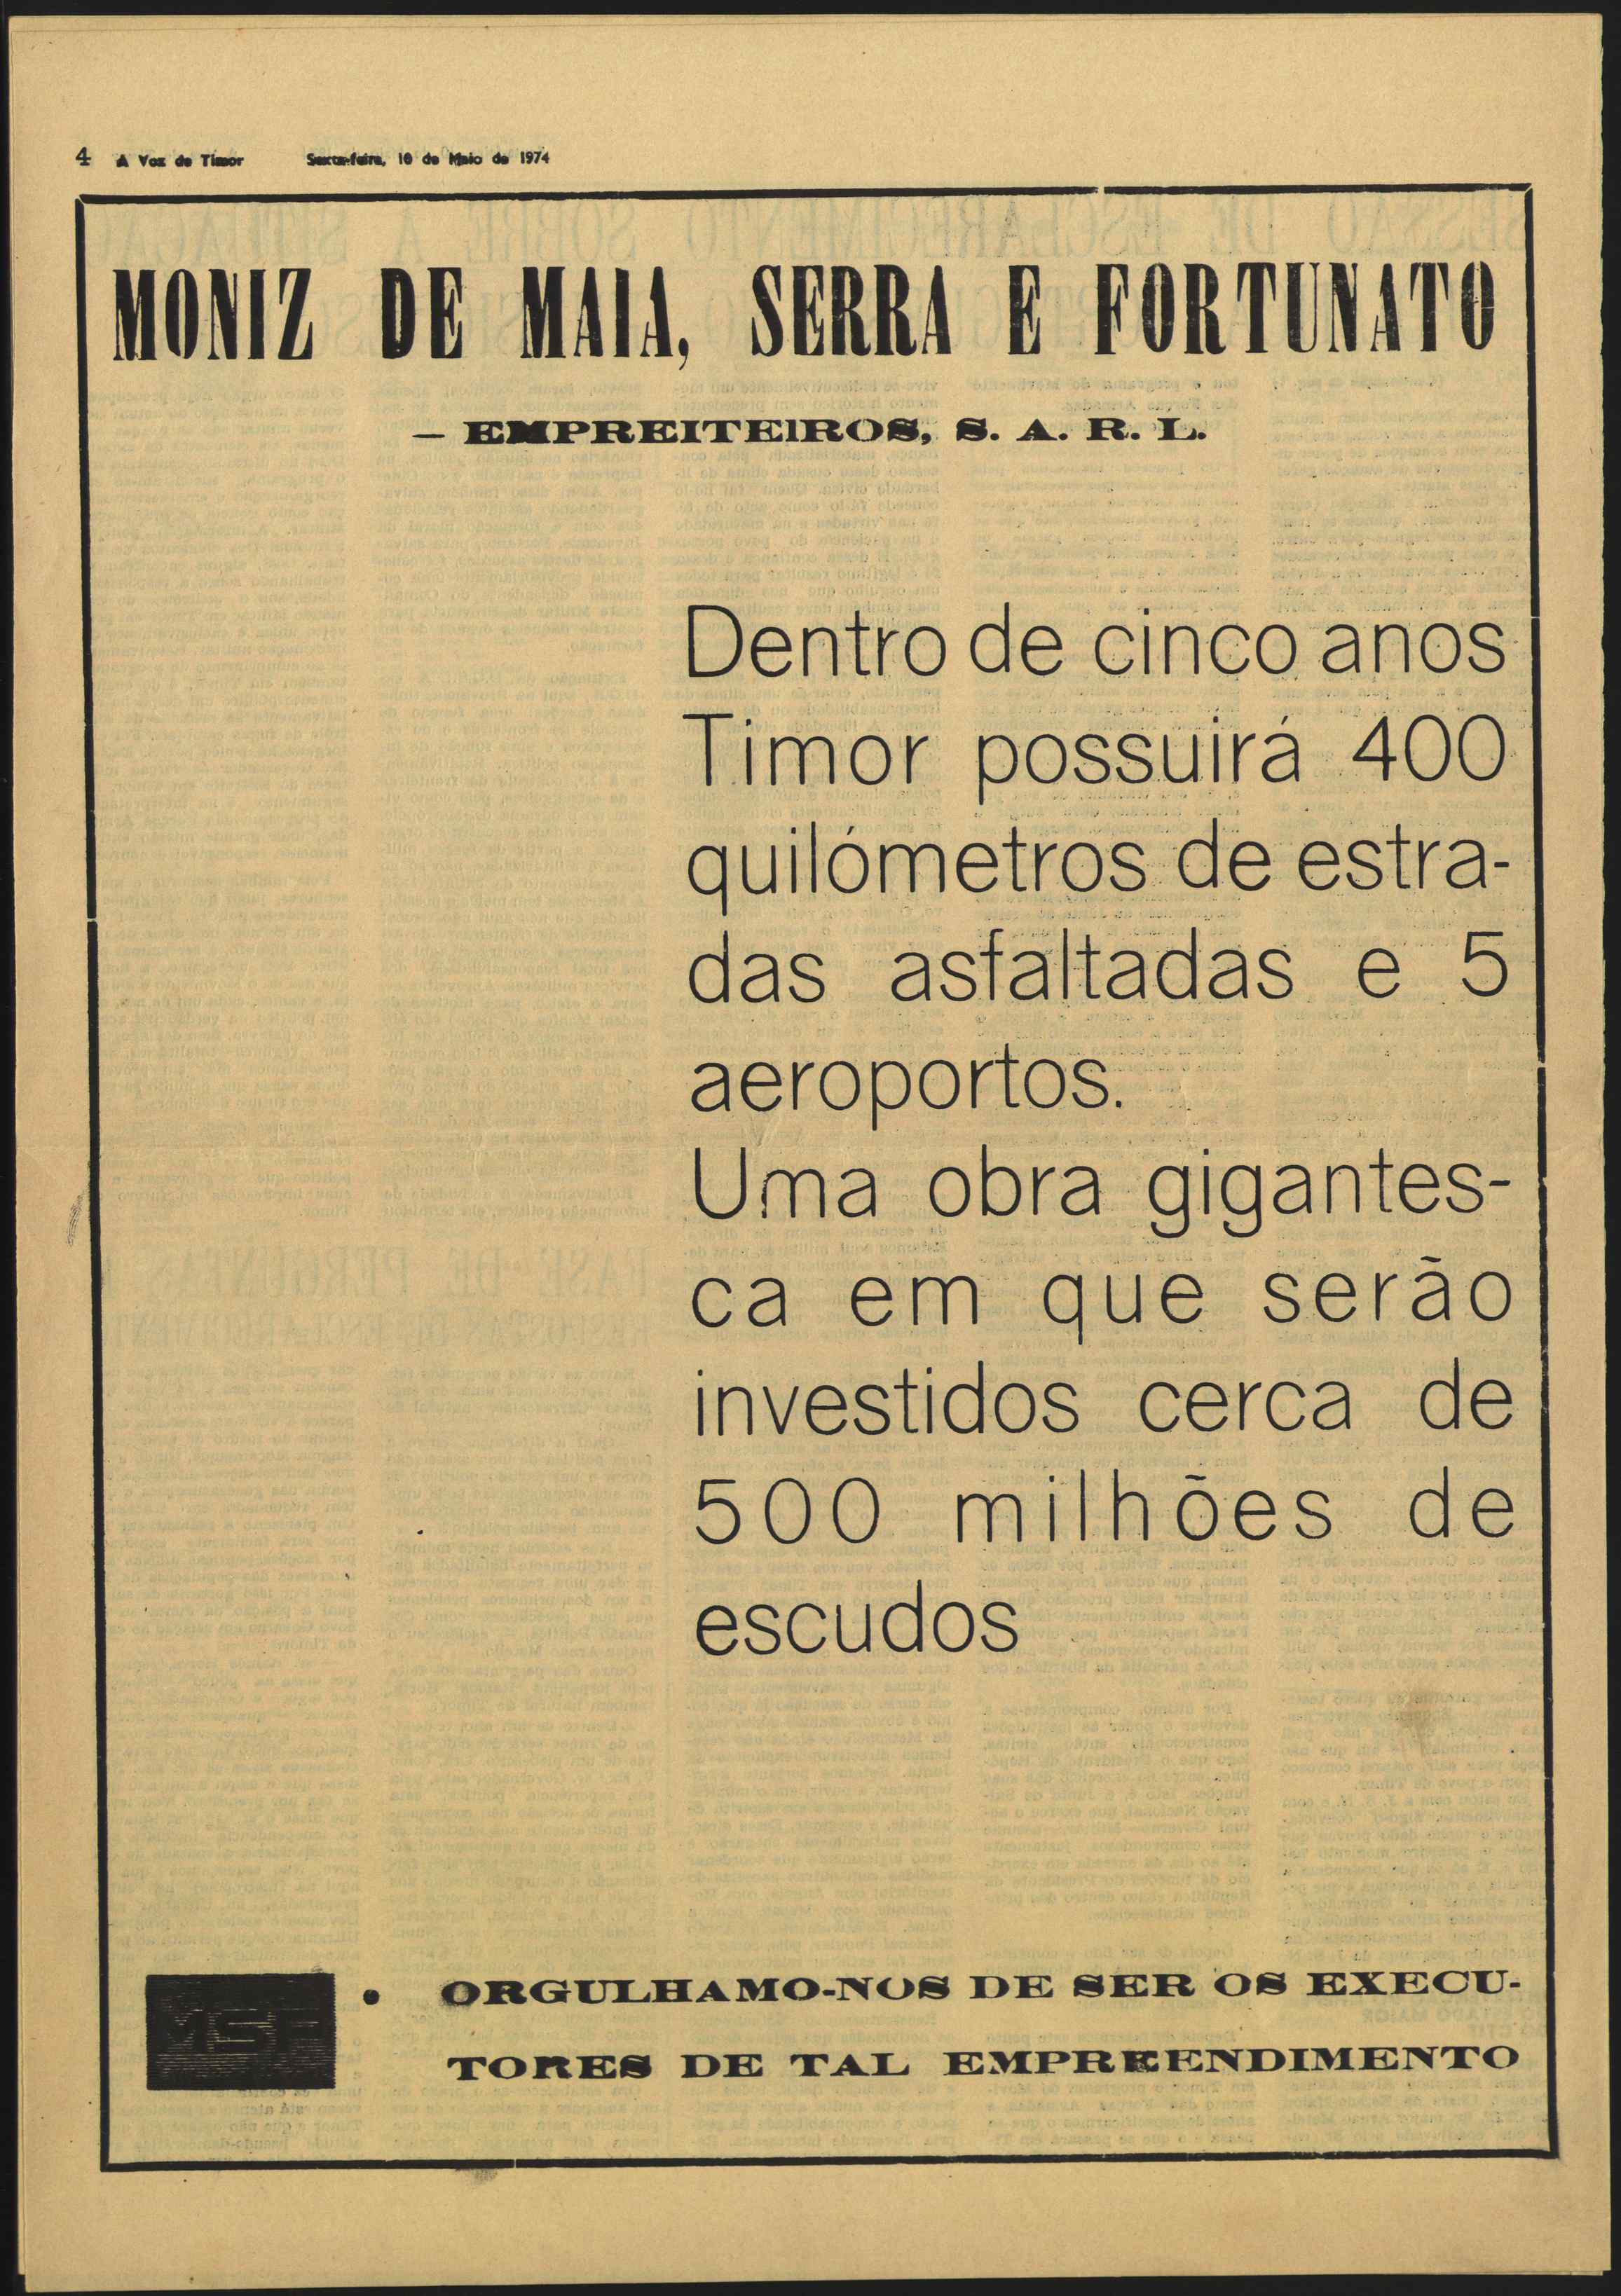 4 A Voz de Timor Sexta-feira, 10 de Maio de 1974
MONIZ DE MAIA, SERRA E FORTUNATO
— EMPREITEIROS, S. A. R. L.
Dentro de cinco anos
Timor possuirá 400
quilómetros de estra-
das asfaltadas e 5
aeroportos.
Uma obra gigantes-
ca em que serão
investidos cerca de
500 milhões de
escudos
MSF
• ORGULHAMO-NOS DE SER OS EXECU-
TORES DE TAL EMPREENDIMENTO